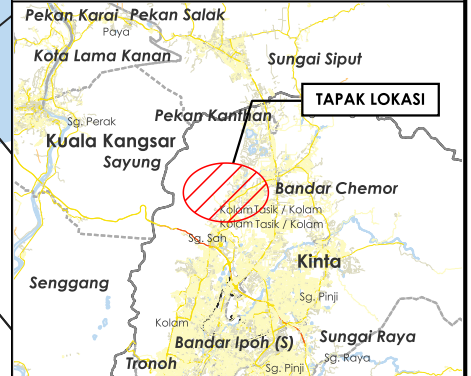 Pekan Karai
Pekan Salak
Paya
Kota Lama Kanan
Sungai Siput
TAPAK LOKASI
Pekan Kanthan
Sg. Perak
Kuala Kangsar
Sayung
Bandar Chemor
Kolam Tasik / Kolam
Kolam Tasik / Kolam
Sg. Sah
Kinta
Senggang
Sg. Pinji
Kolam
Bandar Ipoh (S)
Sungai Raya
Tronoh
Sg. Raya
Sg. Pinji